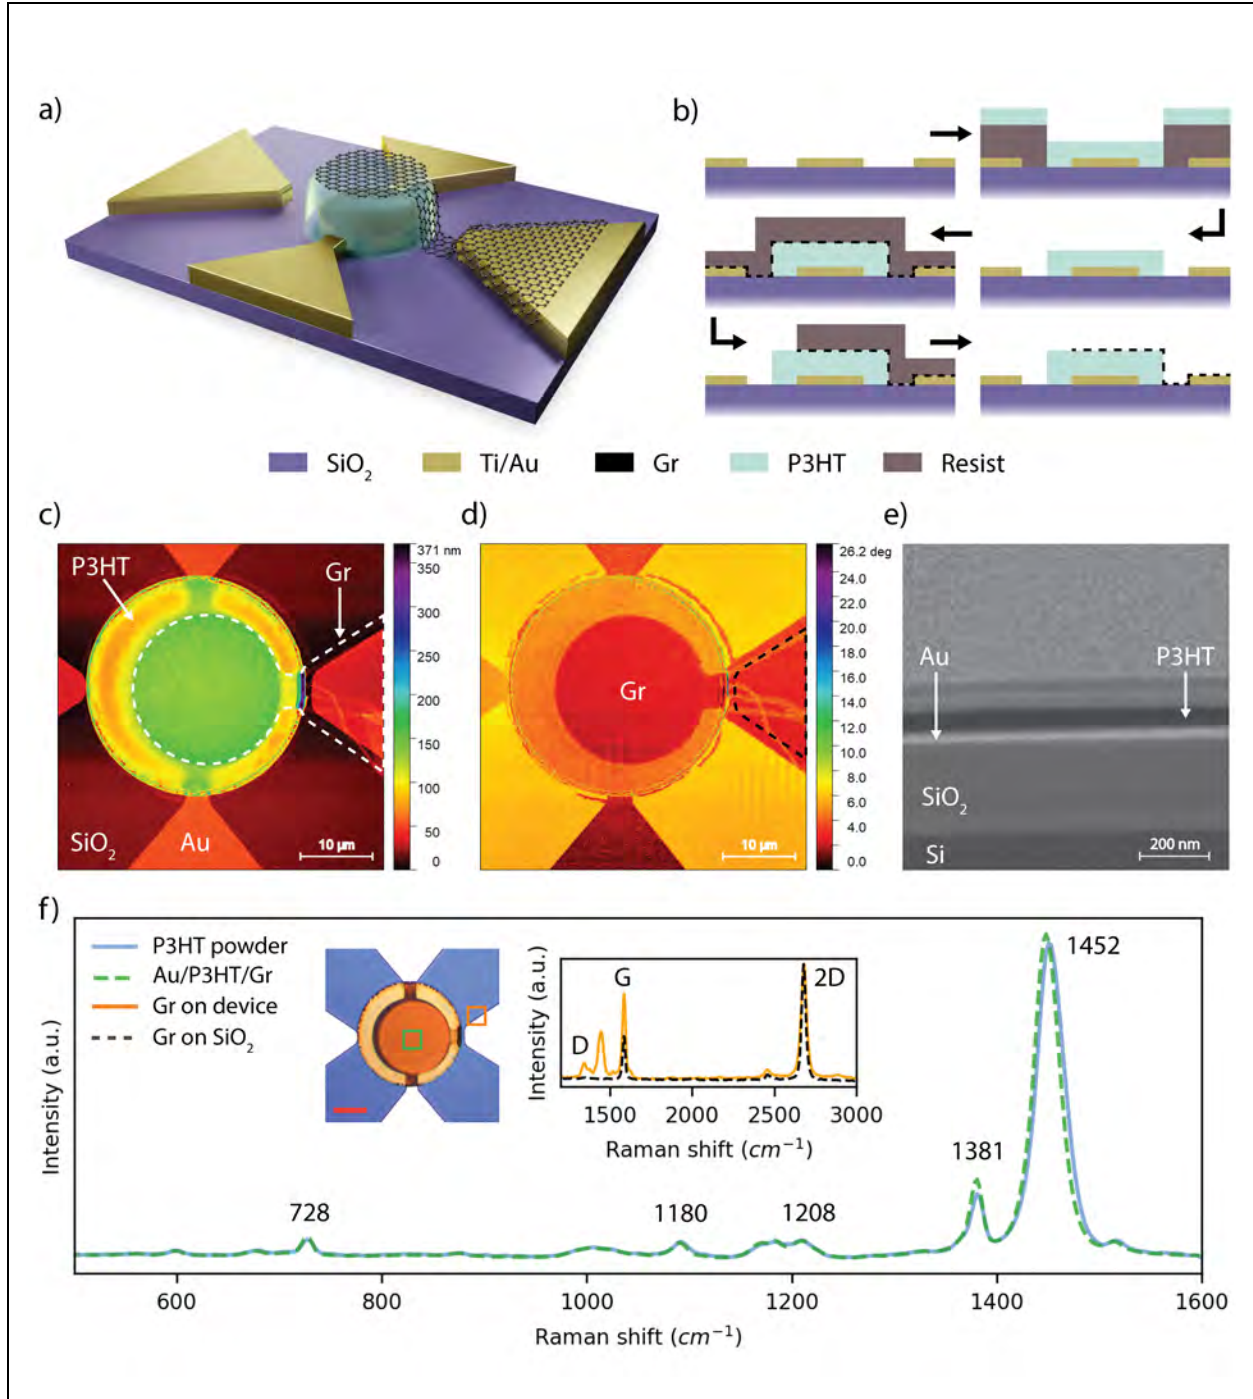 a)
b)
SiO2
Ti/Au
Gr
P3HT
Resist
c)
d)
e)
P3HT
Gr
SiO2
Au
10 µm
371 nm
350
300
250
200
150
100
50
0
Gr
10 µm
26.2 deg
24.0
22.0
20.0
18.0
16.0
14.0
12.0
10.0
8.0
6.0
4.0
0.0
Au
P3HT
SiO2
Si
200 nm
f)
P3HT powder
Au/P3HT/Gr
Gr on device
Gr on SiO2
Intensity (a.u.)
D
G
2D
1500
2000
2500
3000
Raman shift (cm−1)
Intensity (a.u.)
728
1180
1208
1381
1452
600
800
1000
1200
1400
1600
Raman shift (cm−1)